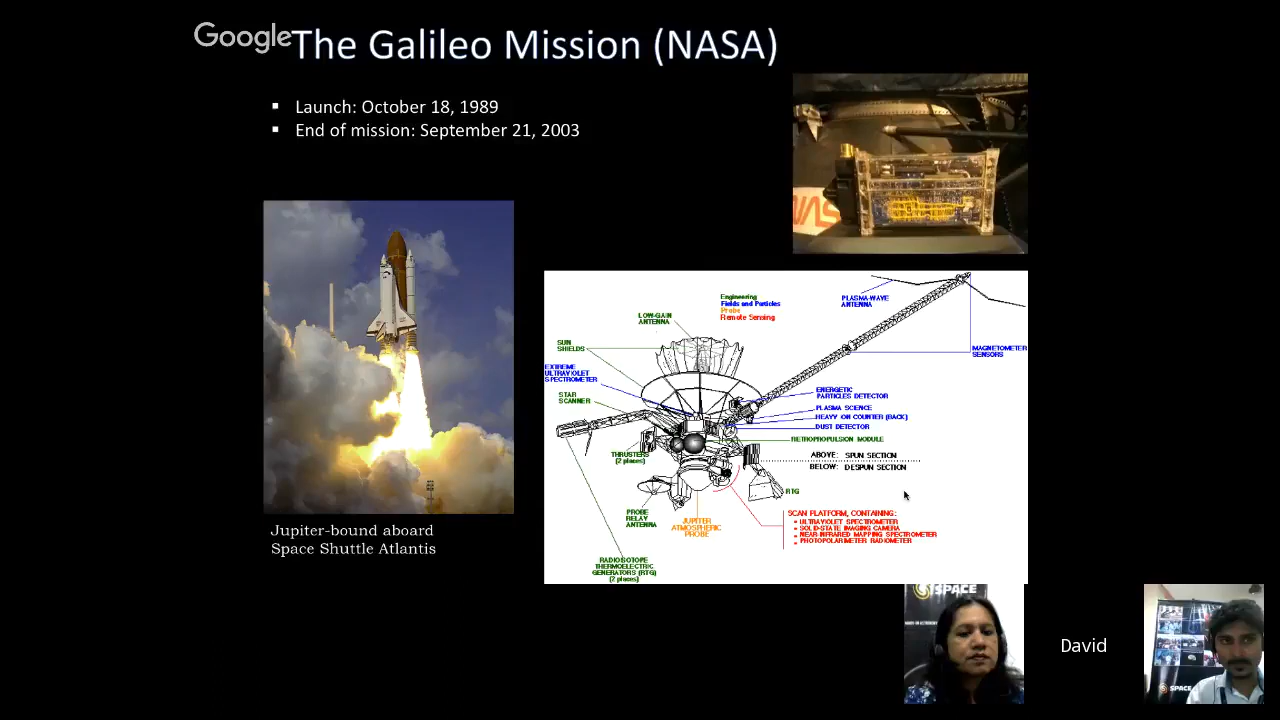 Google
The Galileo Mission (NASA)
▪ Launch: October 18, 1989
▪ End of mission: September 21, 2003
Jupiter-bound aboard
Space Shuttle Atlantis
Engineering
Fields and Particles
Probe
Remote Sensing
LOW-GAIN
ANTENNA
PLASMA-WAVE
ANTENNA
SUN
SHIELDS
MAGNETOMETER
SENSORS
EXTREME
ULTRAVIOLET
SPECTROMETER
STAR
SCANNER
ENERGETIC
PARTICLES DETECTOR
PLASMA SCIENCE
HEAVY ION COUNTER (BACK)
DUST DETECTOR
RETROPROPULSION MODULE
THRUSTERS
(2 places)
ABOVE: SPUN SECTION
BELOW: DESPUN SECTION
RTG
PROBE
RELAY
ANTENNA
JUPITER
ATMOSPHERIC
PROBE
SCAN PLATFORM, CONTAINING:
• ULTRAVIOLET SPECTROMETER
• SOLID-STATE IMAGING CAMERA
• NEAR-INFRARED MAPPING SPECTROMETER
• PHOTOPOLARIMETER RADIOMETER
RADIOISOTOPE
THERMOELECTRIC
GENERATORS (RTG)
(2 places)
SPACE
David
SPACE